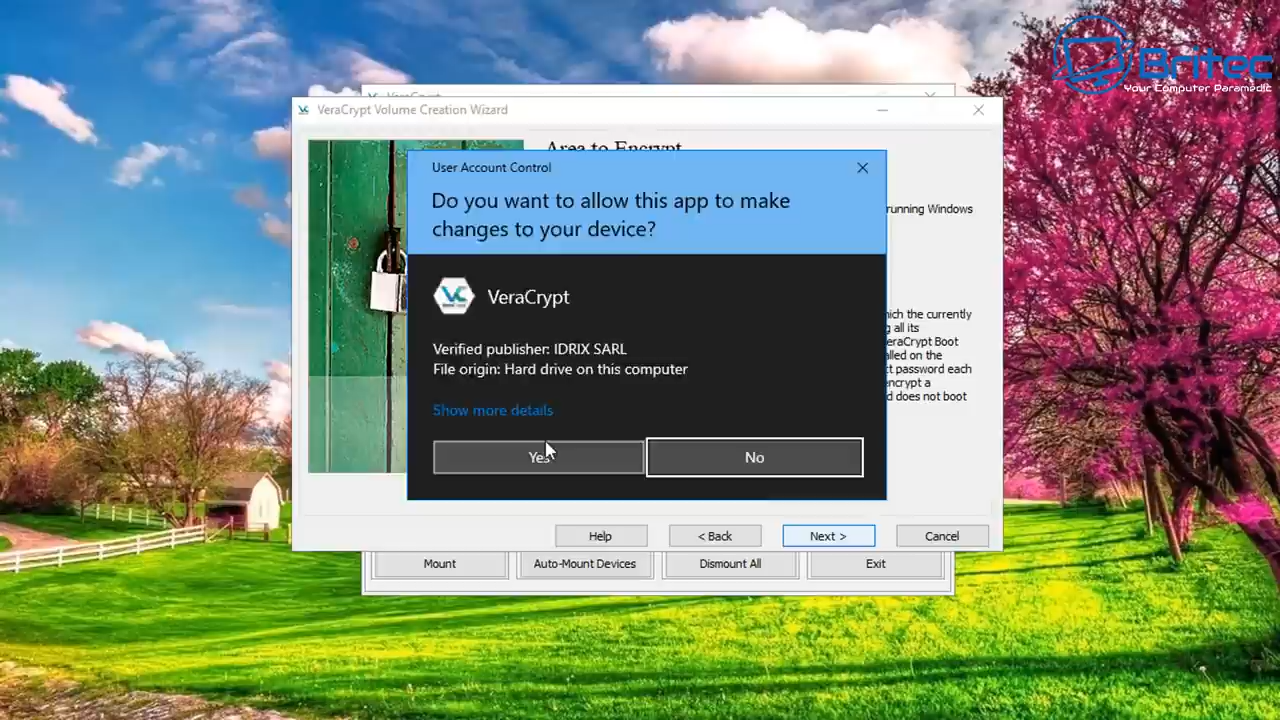 Britec
Your Computer Paramedic
VeraCrypt
VeraCrypt Volume Creation Wizard
Area to Encrypt
User Account Control
Do you want to allow this app to make
changes to your device?
running Windows
VC
VeraCrypt
Verified publisher: IDRIX SARL
File origin: Hard drive on this computer
Show more details
Yes
No
which the currently
g all its
eraCrypt Boot
alled on the
ct password each
encrypt a
d does not boot
Help
< Back
Next >
Cancel
Mount
Auto-Mount Devices
Dismount All
Exit